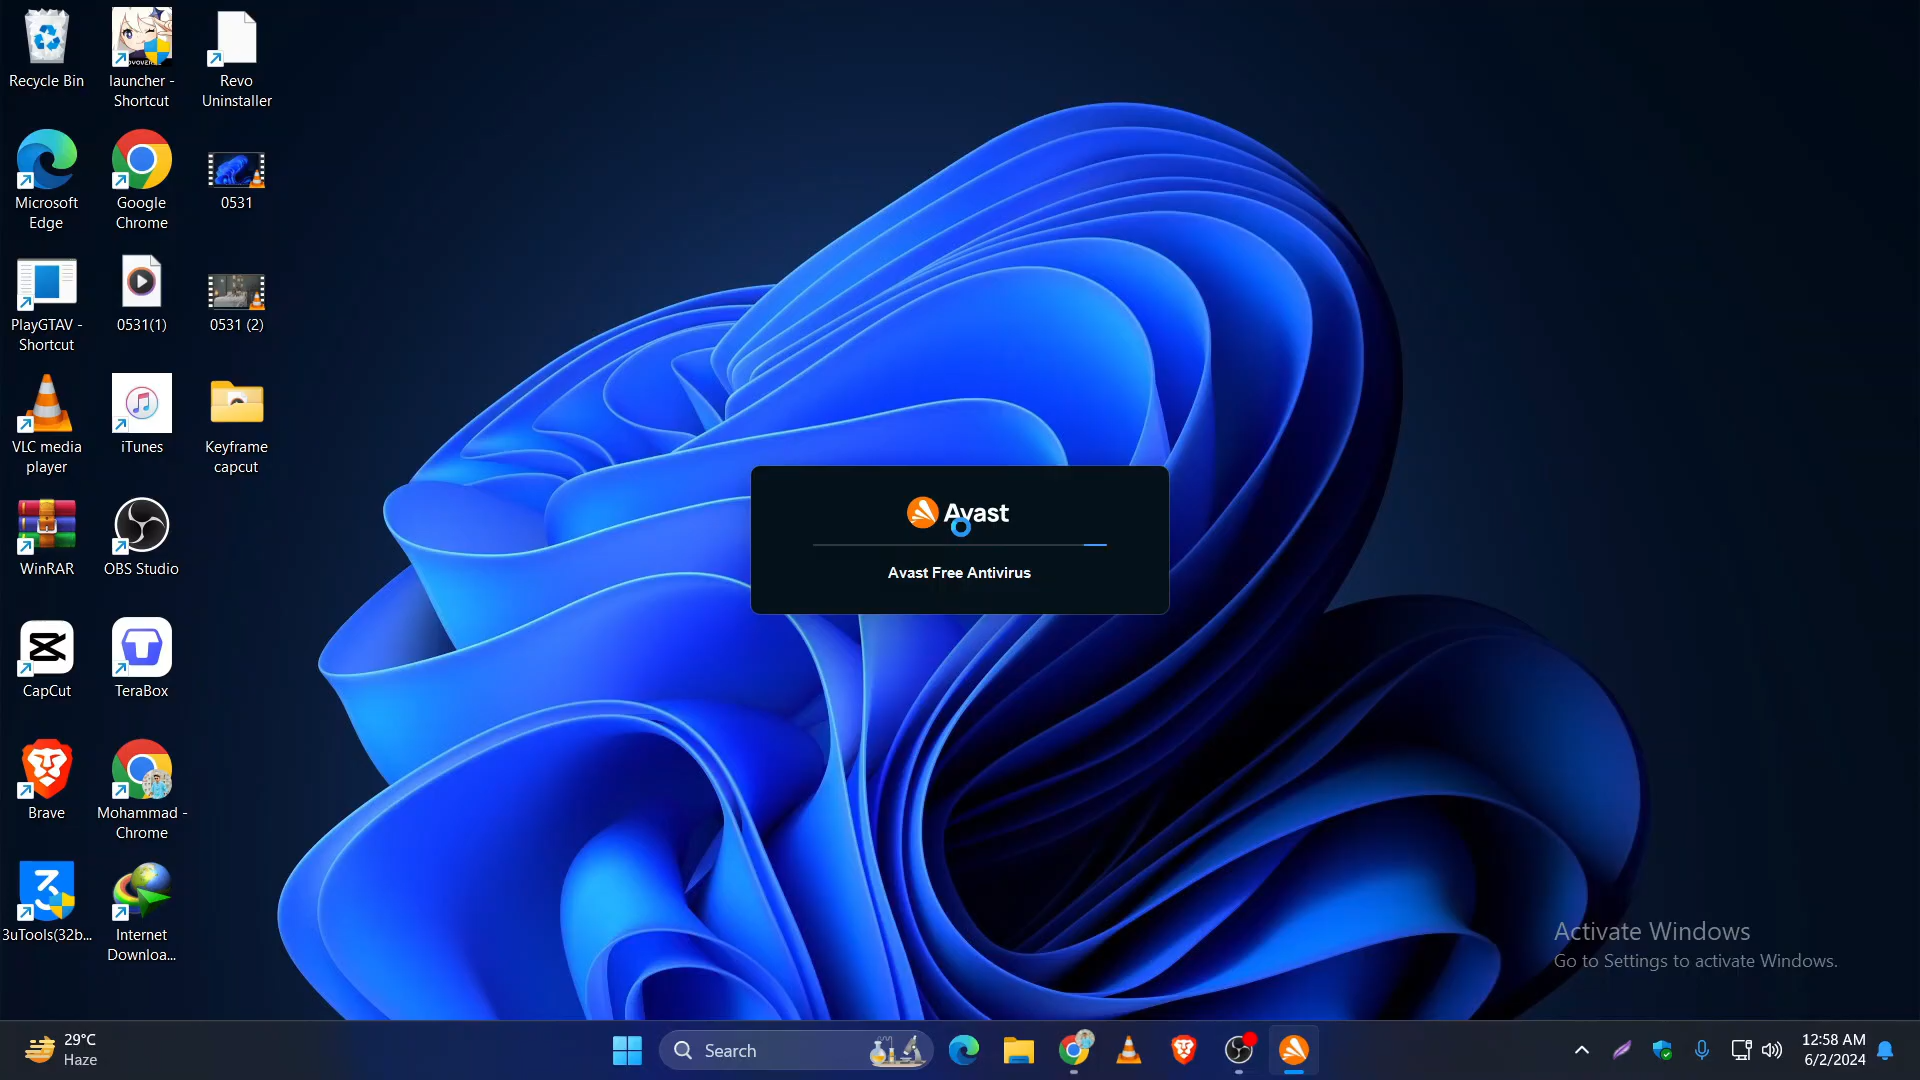 Recycle Bin
launcher -
Shortcut
Revo
Uninstaller
Microsoft
Edge
Google
Chrome
0531
PlayGTAV -
Shortcut
0531(1)
0531 (2)
VLC media
player
iTunes
Keyframe
capcut
WinRAR
OBS Studio
CapCut
TeraBox
Brave
Mohammad -
Chrome
3uTools(32b...
Internet
Downloa...
Avast
Avast Free Antivirus
Activate Windows
Go to Settings to activate Windows.
29°C
Haze
Search
12:58 AM
6/2/2024